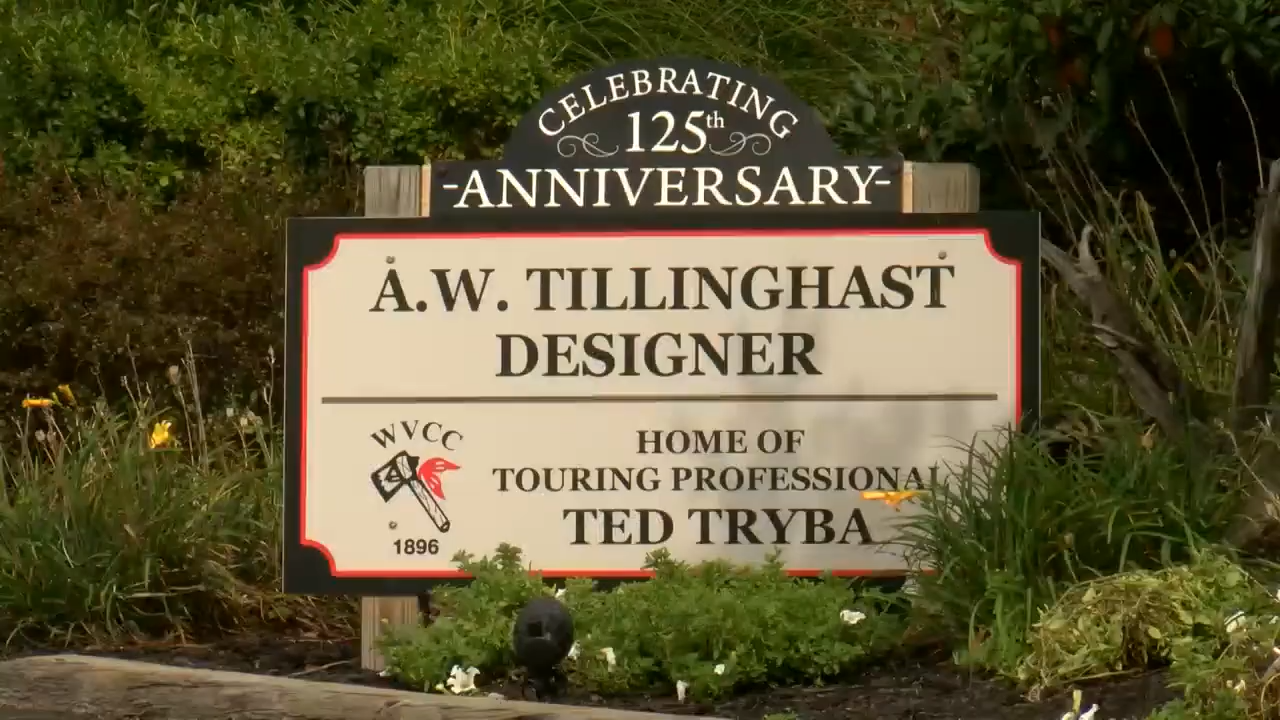 CELEBRATING
125th
-ANNIVERSARY-
A.W. TILLINGHAST
DESIGNER
WVCC
1896
HOME OF
TOURING PROFESSIONAL
TED TRYBA